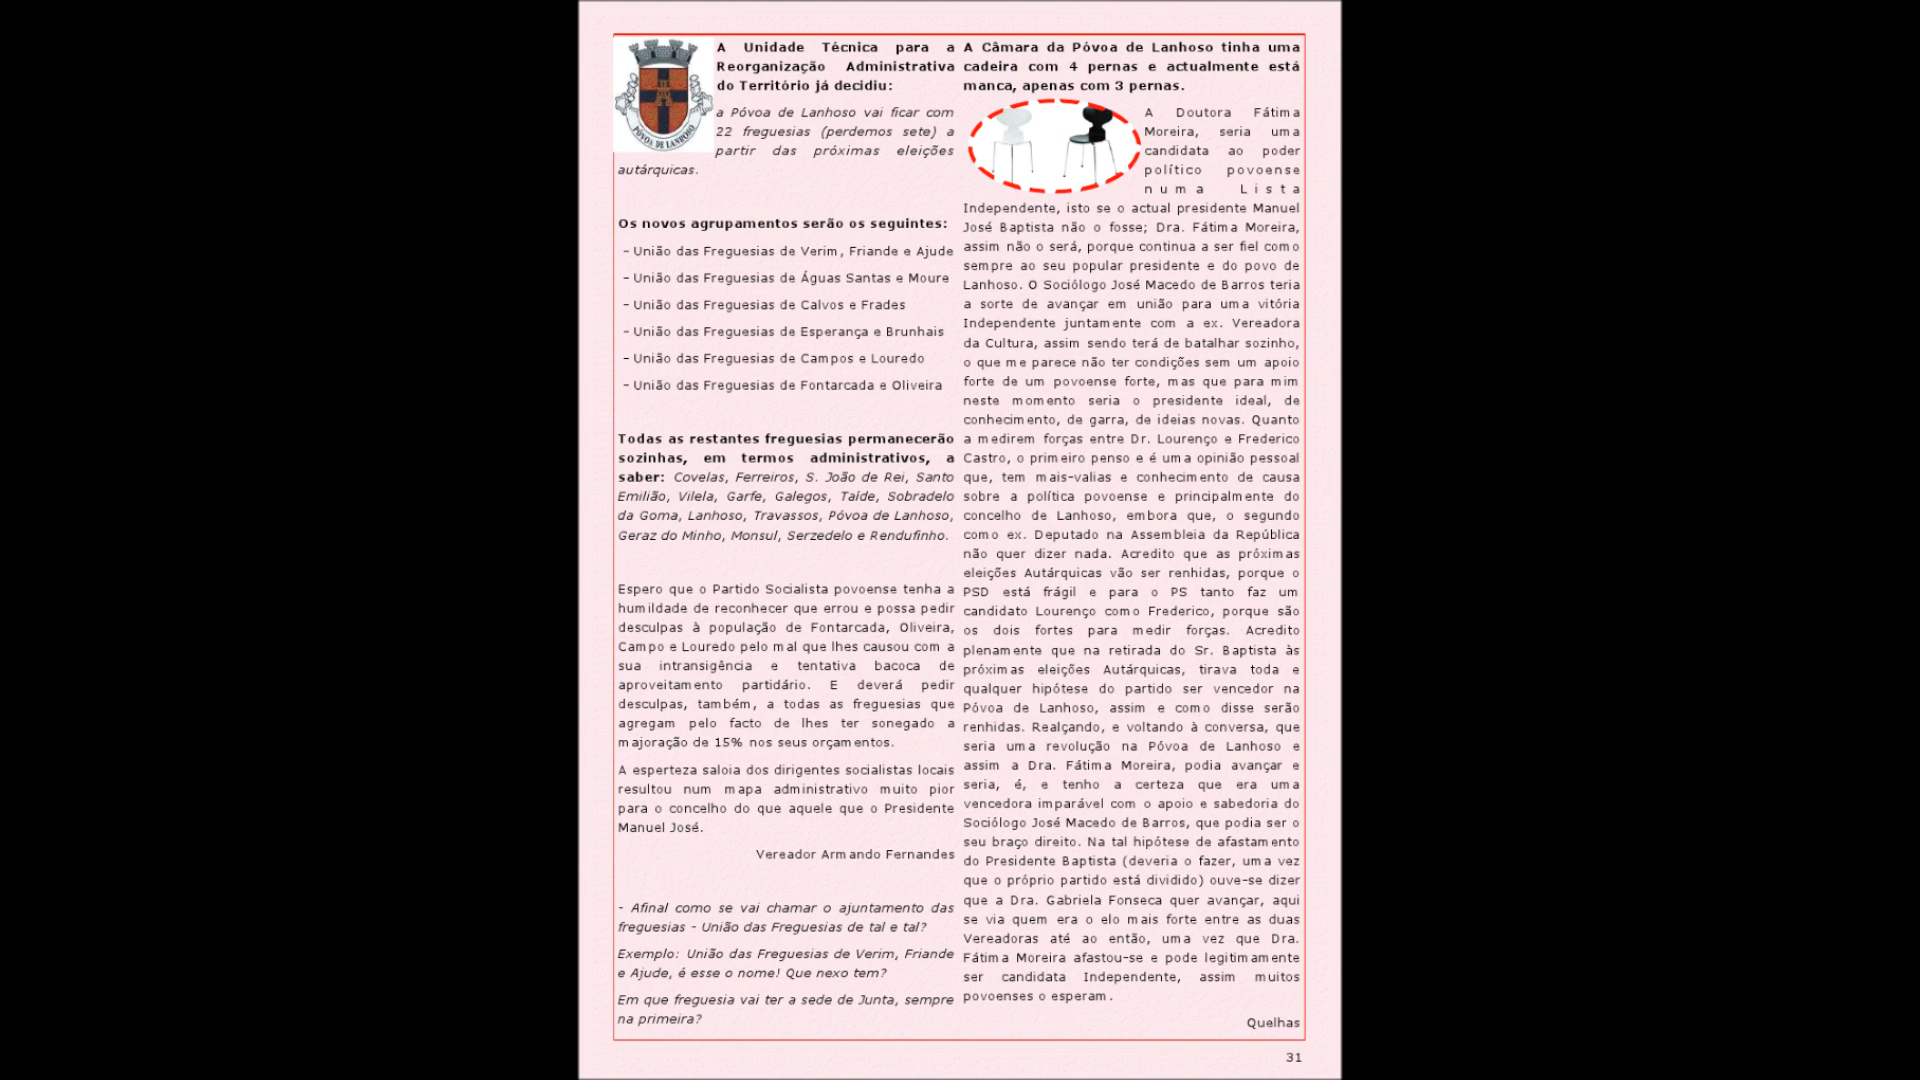 PÓVOA DE LANHOSO
A Unidade Técnica para a
Reorganização Administrativa
do Território já decidiu:
a Póvoa de Lanhoso vai ficar com
22 freguesias (perdemos sete) a
partir das próximas eleições
autárquicas.
Os novos agrupamentos serão os seguintes:
– União das Freguesias de Verim, Friande e Ajude
– União das Freguesias de Águas Santas e Moure
– União das Freguesias de Calvos e Frades
– União das Freguesias de Esperança e Brunhais
– União das Freguesias de Campos e Louredo
– União das Freguesias de Fontarcada e Oliveira
Todas as restantes freguesias permanecerão
sozinhas, em termos administrativos, a
saber: Covelas, Ferreiros, S. João de Rei, Santo
Emilião, Vilela, Garfe, Galegos, Taíde, Sobradelo
da Goma, Lanhoso, Travassos, Póvoa de Lanhoso,
Geraz do Minho, Monsul, Serzedelo e Rendufinho.
Espero que o Partido Socialista povoense tenha a
humildade de reconhecer que errou e possa pedir
desculpas à população de Fontarcada, Oliveira,
Campo e Louredo pelo mal que lhes causou com a
sua intransigência e tentativa bacoca de
aproveitamento partidário. E deverá pedir
desculpas, também, a todas as freguesias que
agregam pelo facto de lhes ter sonegado a
majoração de 15% nos seus orçamentos.
A esperteza saloia dos dirigentes socialistas locais
resultou num mapa administrativo muito pior
para o concelho do que aquele que o Presidente
Manuel José.
Vereador Armando Fernandes
- Afinal como se vai chamar o ajuntamento das
freguesias - União das Freguesias de tal e tal?
Exemplo: União das Freguesias de Verim, Friande
e Ajude, é esse o nome! Que nexo tem?
Em que freguesia vai ter a sede de Junta, sempre
na primeira?
A Câmara da Póvoa de Lanhoso tinha uma
cadeira com 4 pernas e actualmente está
manca, apenas com 3 pernas.
A Doutora Fátima
Moreira, seria uma
candidata ao poder
político povoense
numa Lista
Independente, isto se o actual presidente Manuel
José Baptista não o fosse; Dra. Fátima Moreira,
assim não o será, porque continua a ser fiel como
sempre ao seu popular presidente e do povo de
Lanhoso. O Sociólogo José Macedo de Barros teria
a sorte de avançar em união para uma vitória
Independente juntamente com a ex. Vereadora
da Cultura, assim sendo terá de batalhar sozinho,
o que me parece não ter condições sem um apoio
forte de um povoense forte, mas que para mim
neste momento seria o presidente ideal, de
conhecimento, de garra, de ideias novas. Quanto
a medirem forças entre Dr. Lourenço e Frederico
Castro, o primeiro penso e é uma opinião pessoal
que, tem mais-valias e conhecimento de causa
sobre a política povoense e principalmente do
concelho de Lanhoso, embora que, o segundo
como ex. Deputado na Assembleia da República
não quer dizer nada. Acredito que as próximas
eleições Autárquicas vão ser renhidas, porque o
PSD está frágil e para o PS tanto faz um
candidato Lourenço como Frederico, porque são
os dois fortes para medir forças. Acredito
plenamente que na retirada do Sr. Baptista às
próximas eleições Autárquicas, tirava toda e
qualquer hipótese do partido ser vencedor na
Póvoa de Lanhoso, assim e como disse serão
renhidas. Realçando, e voltando à conversa, que
seria uma revolução na Póvoa de Lanhoso e
assim a Dra. Fátima Moreira, podia avançar e
seria, é, e tenho a certeza que era uma
vencedora imparável com o apoio e sabedoria do
Sociólogo José Macedo de Barros, que podia ser o
seu braço direito. Na tal hipótese de afastamento
do Presidente Baptista (deveria o fazer, uma vez
que o próprio partido está dividido) ouve-se dizer
que a Dra. Gabriela Fonseca quer avançar, aqui
se via quem era o elo mais forte entre as duas
Vereadoras até ao então, uma vez que Dra.
Fátima Moreira afastou-se e pode legitimamente
ser candidata Independente, assim muitos
povoenses o esperam.
Quelhas
31